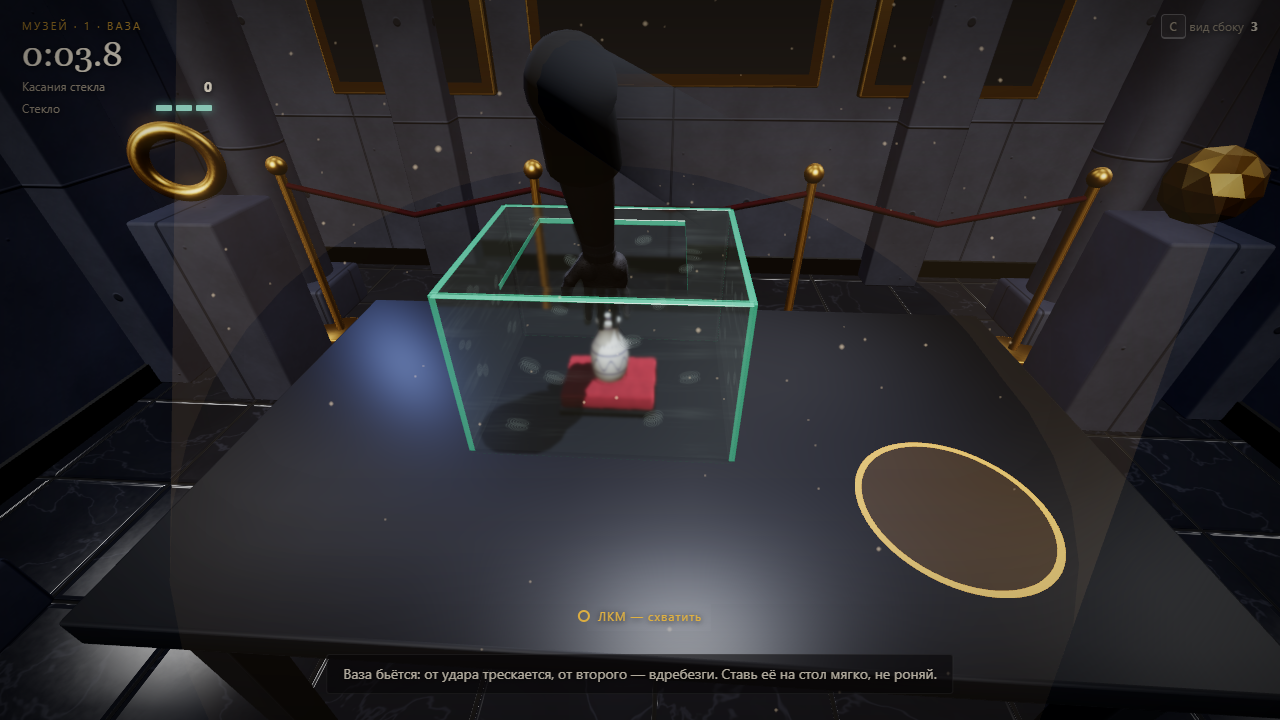 МУЗЕЙ · 1 · ВАЗА
0:03.8
Касания стекла 0
Стекло
C вид сбоку 3
ЛКМ — схватить
Ваза бьётся: от удара трескается, от второго — вдребезги. Ставь её на стол мягко, не роняй.